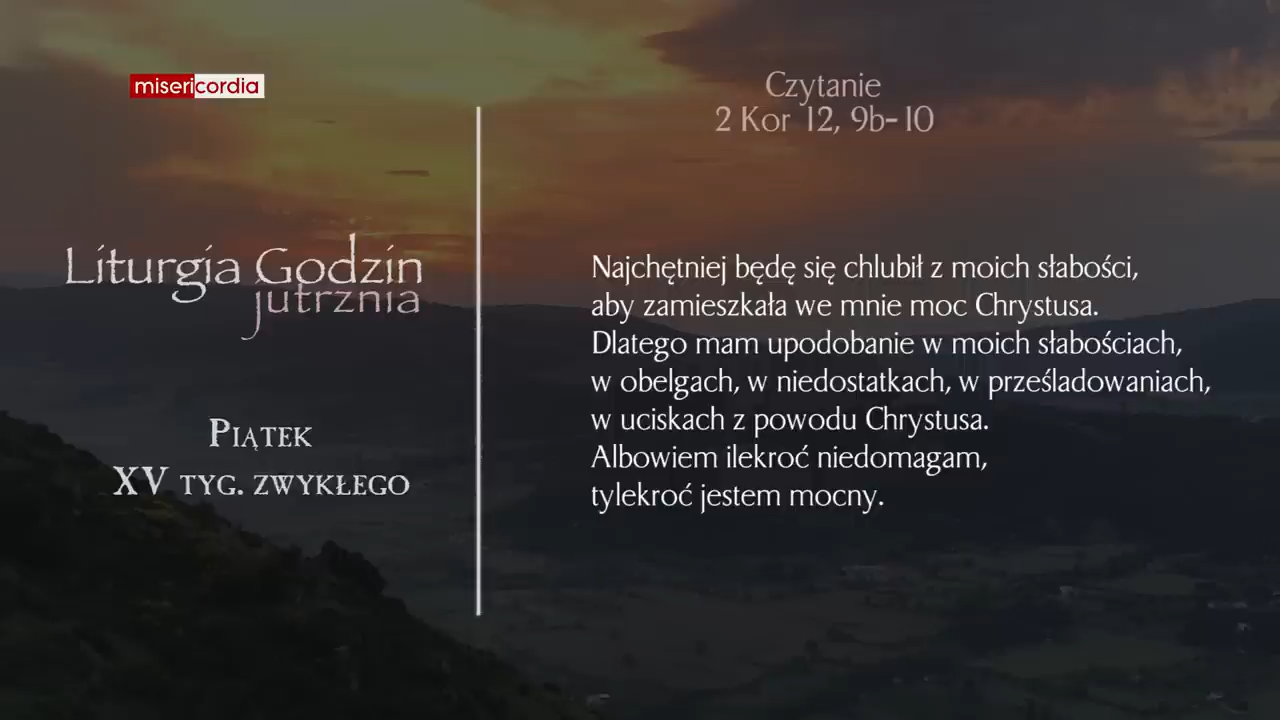 misericordia
Liturgia Godzin
jutrznia
Piątek
XV tyg. zwykłego
Czytanie
2 Kor 12, 9b-10
Najchętniej będę się chlubił z moich słabości,
aby zamieszkała we mnie moc Chrystusa.
Dlatego mam upodobanie w moich słabościach,
w obelgach, w niedostatkach, w prześladowaniach,
w uciskach z powodu Chrystusa.
Albowiem ilekroć niedomagam,
tylekroć jestem mocny.